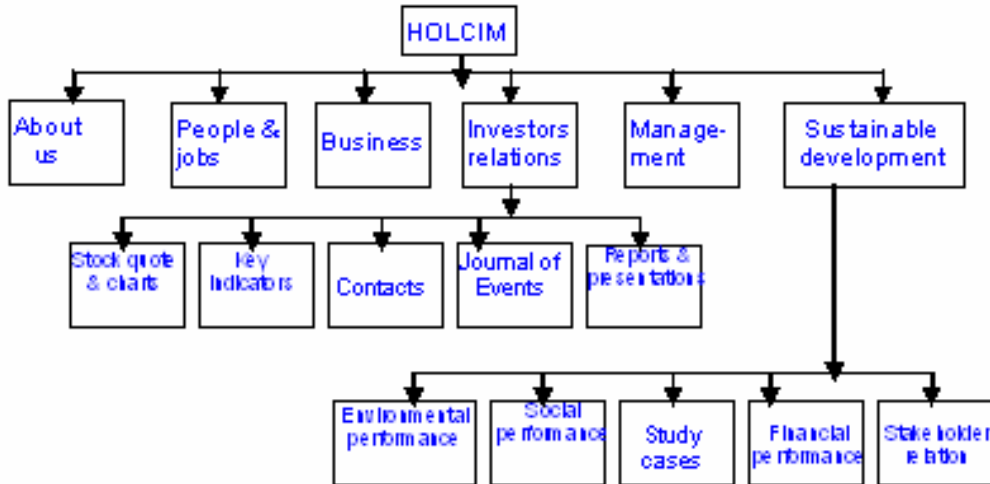 HOLCIM
About
us
People &
jobs
Business
Investors
relations
Manage-
ment
Sustainable
development
Stock quote
& charts
Key
Indicators
Contacts
Journal of
Events
Reports &
presentations
Environmental
performance
Social
performance
Study
cases
Financial
performance
Stakeholder
relation